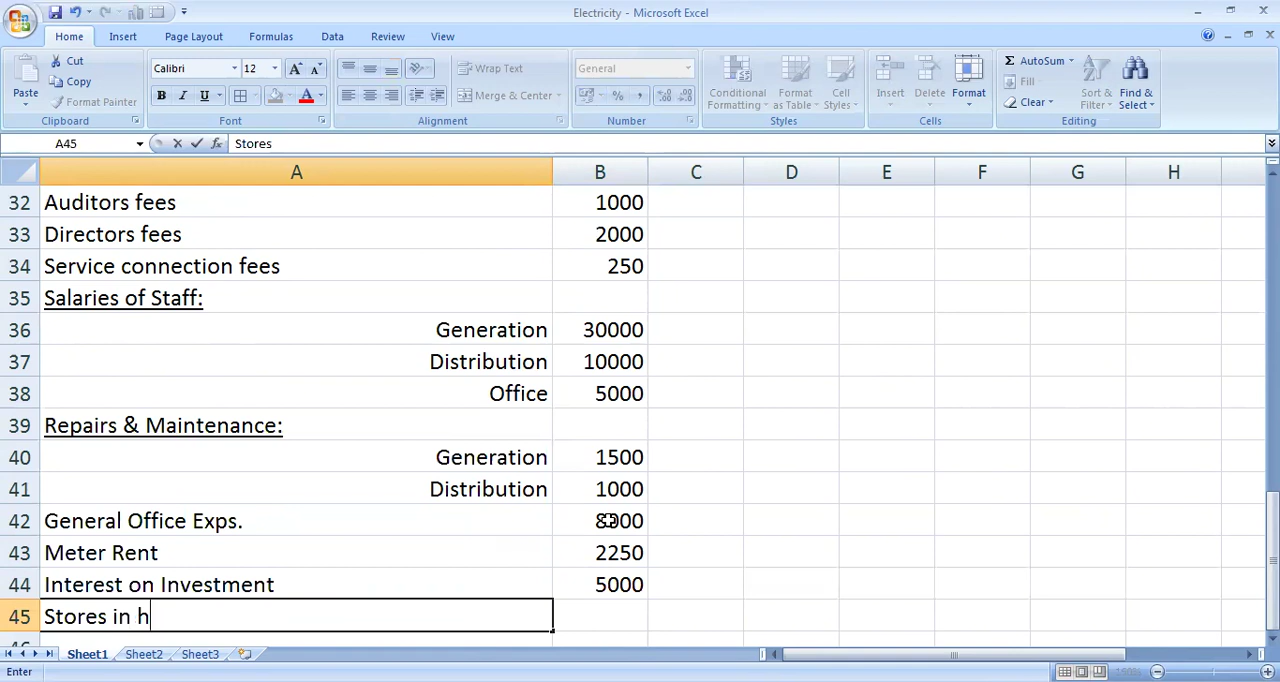 Electricity - Microsoft Excel
Home Insert Page Layout Formulas Data Review View
Paste
Cut
Copy
Format Painter
Clipboard
Calibri 12
B I U
Font
Wrap Text
Merge & Center
Alignment
General
Number
Conditional Formatting
Format as Table
Cell Styles
Styles
Insert
Delete
Format
Cells
AutoSum
Fill
Clear
Sort & Filter
Find & Select
Editing
A45 fx Stores
A B C D E F G H
32 Auditors fees 1000
33 Directors fees 2000
34 Service connection fees 250
35 Salaries of Staff:
36 Generation 30000
37 Distribution 10000
38 Office 5000
39 Repairs & Maintenance:
40 Generation 1500
41 Distribution 1000
42 General Office Exps. 8000
43 Meter Rent 2250
44 Interest on Investment 5000
45 Stores in h
Sheet1 Sheet2 Sheet3
Enter